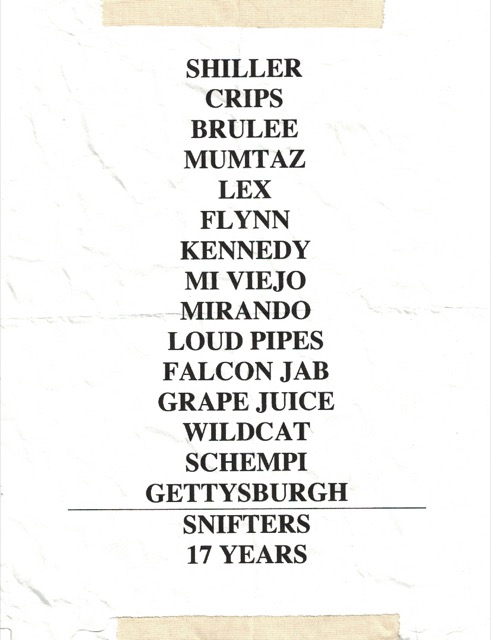 SHILLER
CRIPS
BRULEE
MUMTAZ
LEX
FLYNN
KENNEDY
MI VIEJO
MIRANDO
LOUD PIPES
FALCON JAB
GRAPE JUICE
WILDCAT
SCHEMPI
GETTYSBURGH
SNIFTERS
17 YEARS